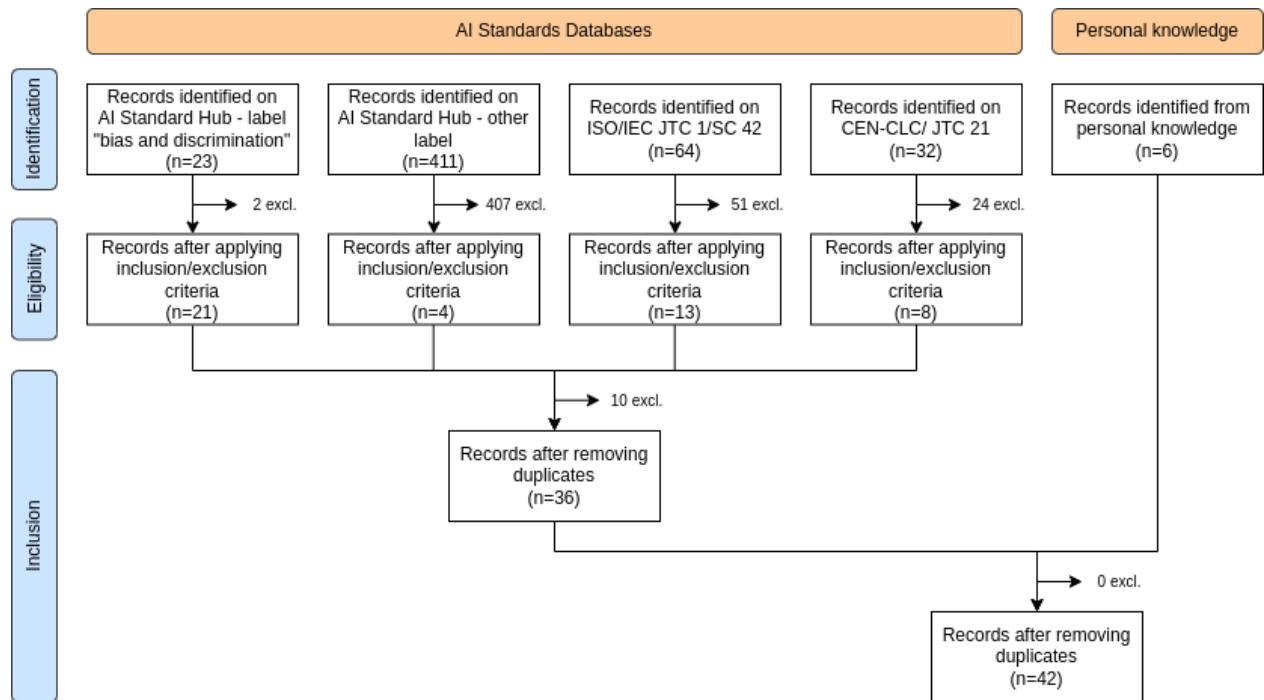 AI Standards Databases
Personal knowledge
Identification
Records identified on
AI Standard Hub - label
"bias and discrimination"
(n=23)
Records identified on
AI Standard Hub - other
label
(n=411)
Records identified on
ISO/IEC JTC 1/SC 42
(n=64)
Records identified on
CEN-CLC/ JTC 21
(n=32)
Records identified from
personal knowledge
(n=6)
2 excl.
407 excl.
51 excl.
24 excl.
Eligibility
Records after applying
inclusion/exclusion
criteria
(n=21)
Records after applying
inclusion/exclusion
criteria
(n=4)
Records after applying
inclusion/exclusion
criteria
(n=13)
Records after applying
inclusion/exclusion
criteria
(n=8)
Inclusion
10 excl.
Records after removing
duplicates
(n=36)
0 excl.
Records after removing
duplicates
(n=42)